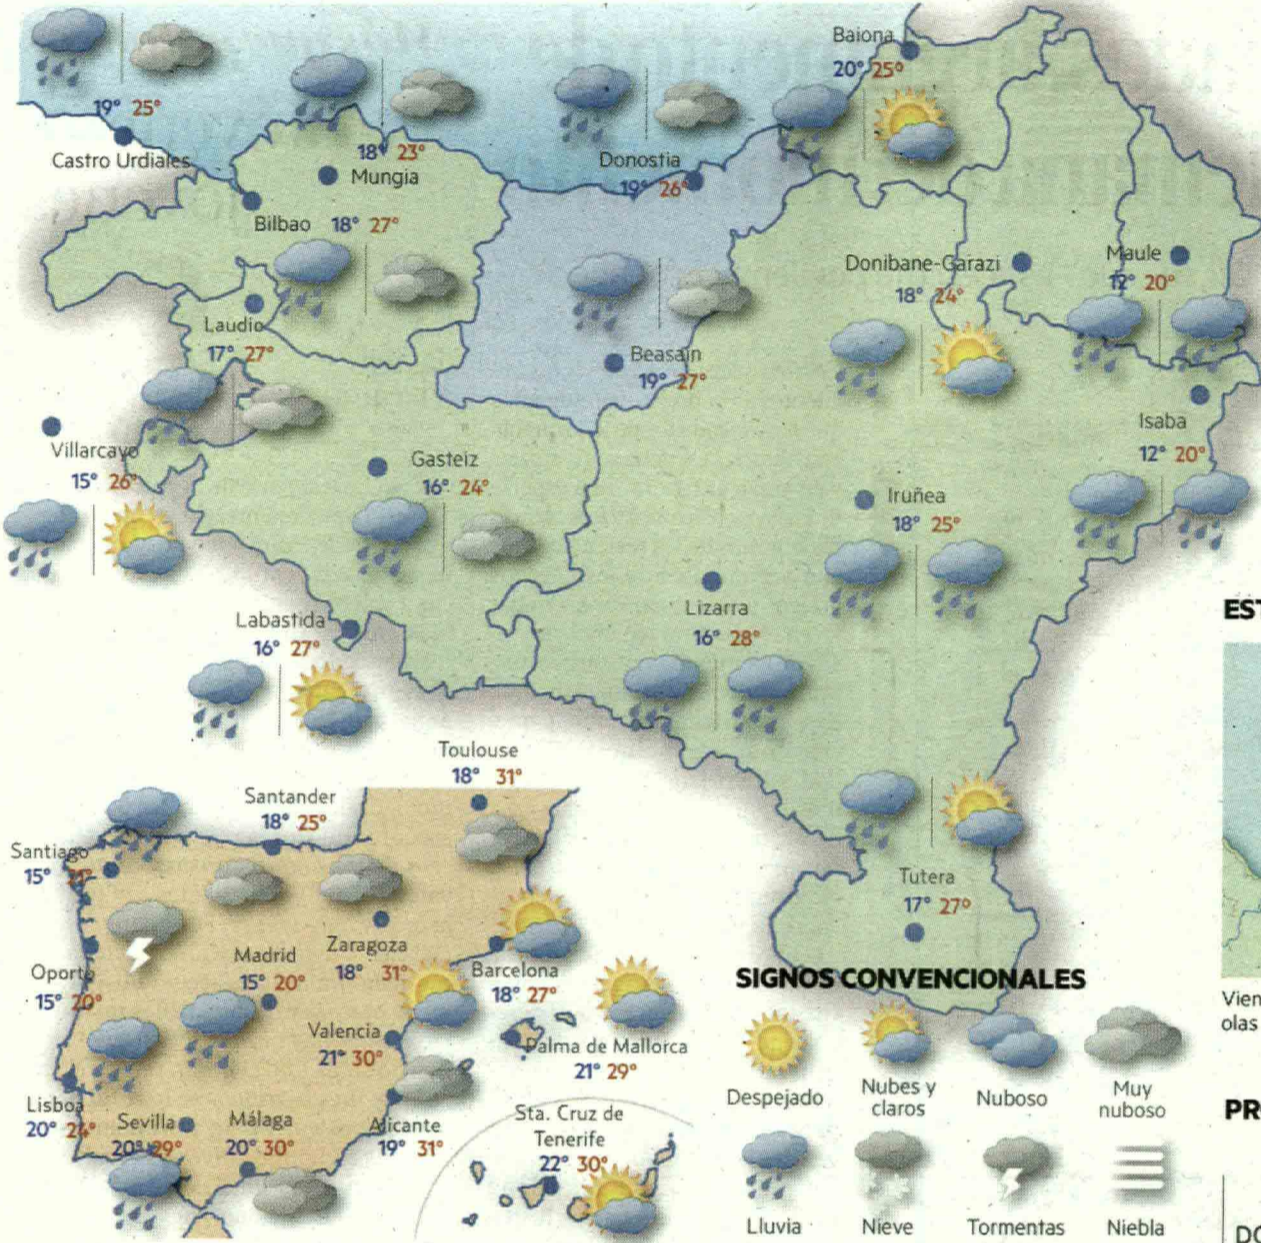 Baiona
20° 25°
19° 25°
Castro Urdiales
18° 23°
Mungia
Donostia
19° 26°
Bilbao 18° 27°
Donibane-Garazi
18° 24°
Maule
12° 20°
Laudio
17° 27°
Beasain
19° 27°
Isaba
12° 20°
Villarcayo
15° 26°
Gasteiz
16° 24°
Iruñea
18° 25°
Lizarra
16° 28°
Labastida
16° 27°
EST
Toulouse
18° 31°
Santander
18° 25°
Santiago
15°
Tutera
17° 27°
Madrid
15° 20°
Zaragoza
18° 31°
Barcelona
18° 27°
Oporto
15° 20°
Valencia
21° 30°
Palma de Mallorca
21° 29°
Lisboa
20° 24°
Sevilla
20° 29°
Málaga
20° 30°
Alicante
19° 31°
Sta. Cruz de
Tenerife
22° 30°
SIGNOS CONVENCIONALES
Despejado
Nubes y
claros
Nuboso
Muy
nuboso
Lluvia
Nieve
Tormentas
Niebla
Vien
olas
PR
DO